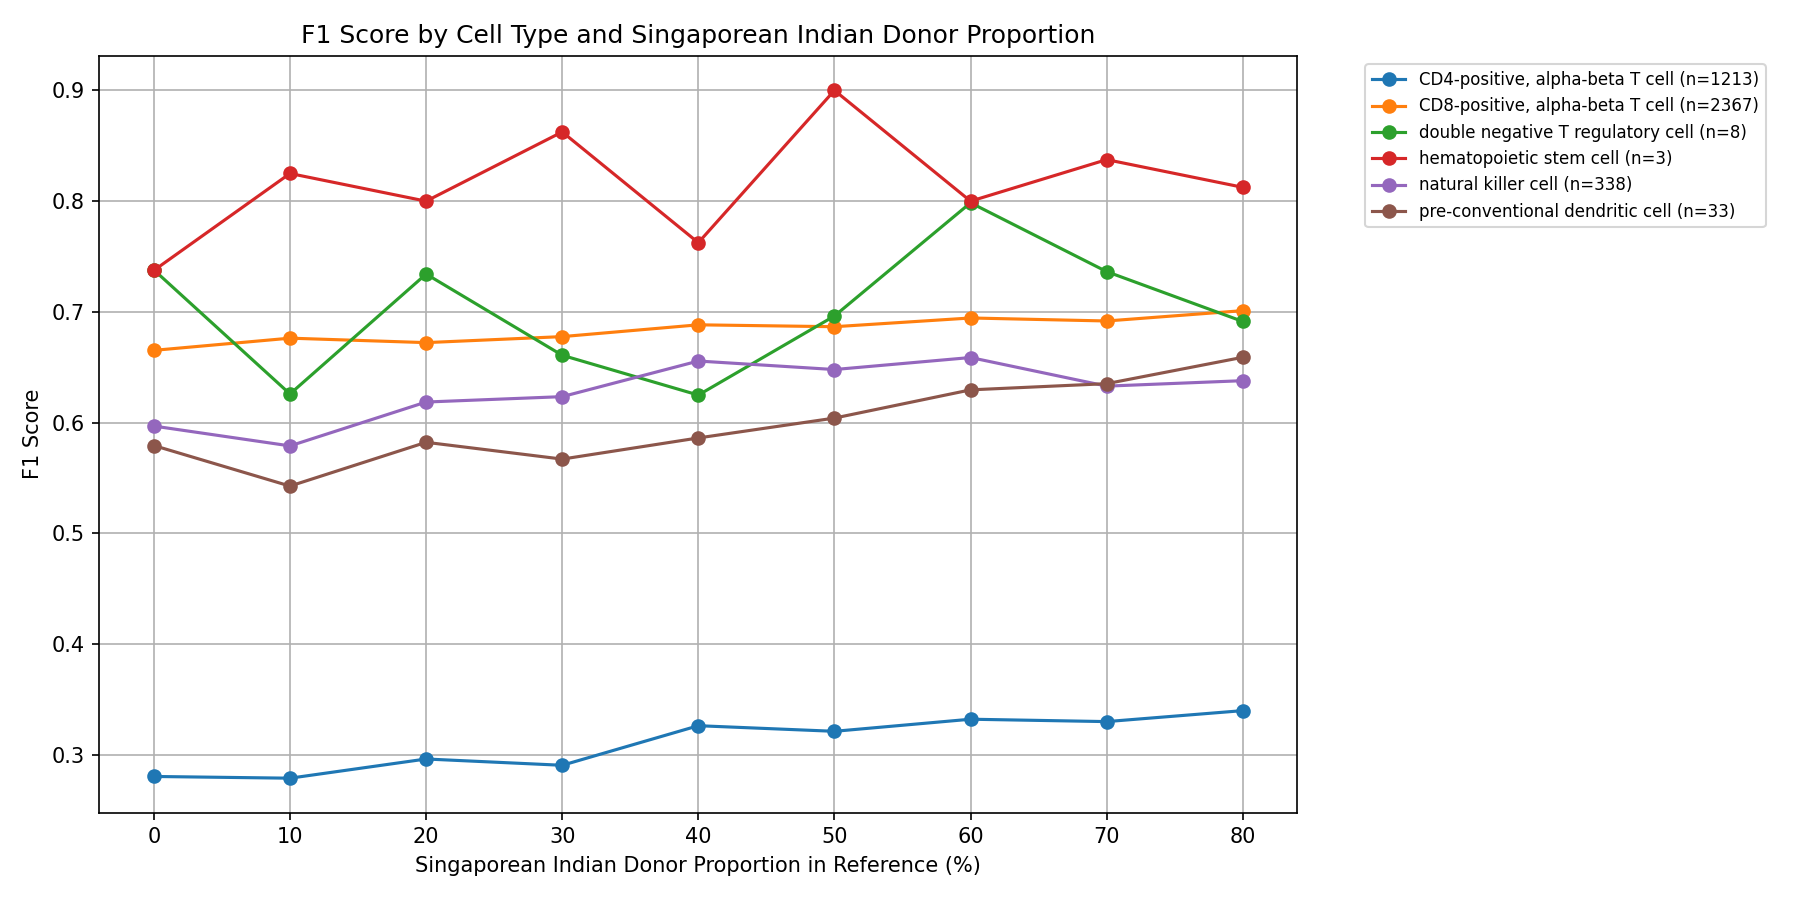 F1 Score by Cell Type and Singaporean Indian Donor Proportion
F1 Score
0.9
0.8
0.7
0.6
0.5
0.4
0.3
0 10 20 30 40 50 60 70 80
Singaporean Indian Donor Proportion in Reference (%)
CD4-positive, alpha-beta T cell (n=1213)
CD8-positive, alpha-beta T cell (n=2367)
double negative T regulatory cell (n=8)
hematopoietic stem cell (n=3)
natural killer cell (n=338)
pre-conventional dendritic cell (n=33)